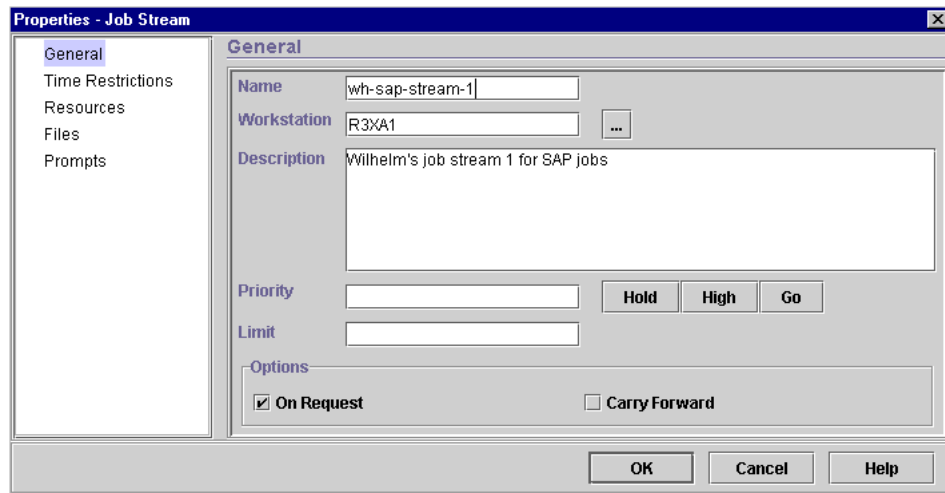 Properties - Job Stream
General
Time Restrictions
Resources
Files
Prompts
General
Name wh-sap-stream-1
Workstation R3XA1 ...
Description Wilhelm's job stream 1 for SAP jobs
Priority Hold High Go
Limit
Options
On Request Carry Forward
OK Cancel Help